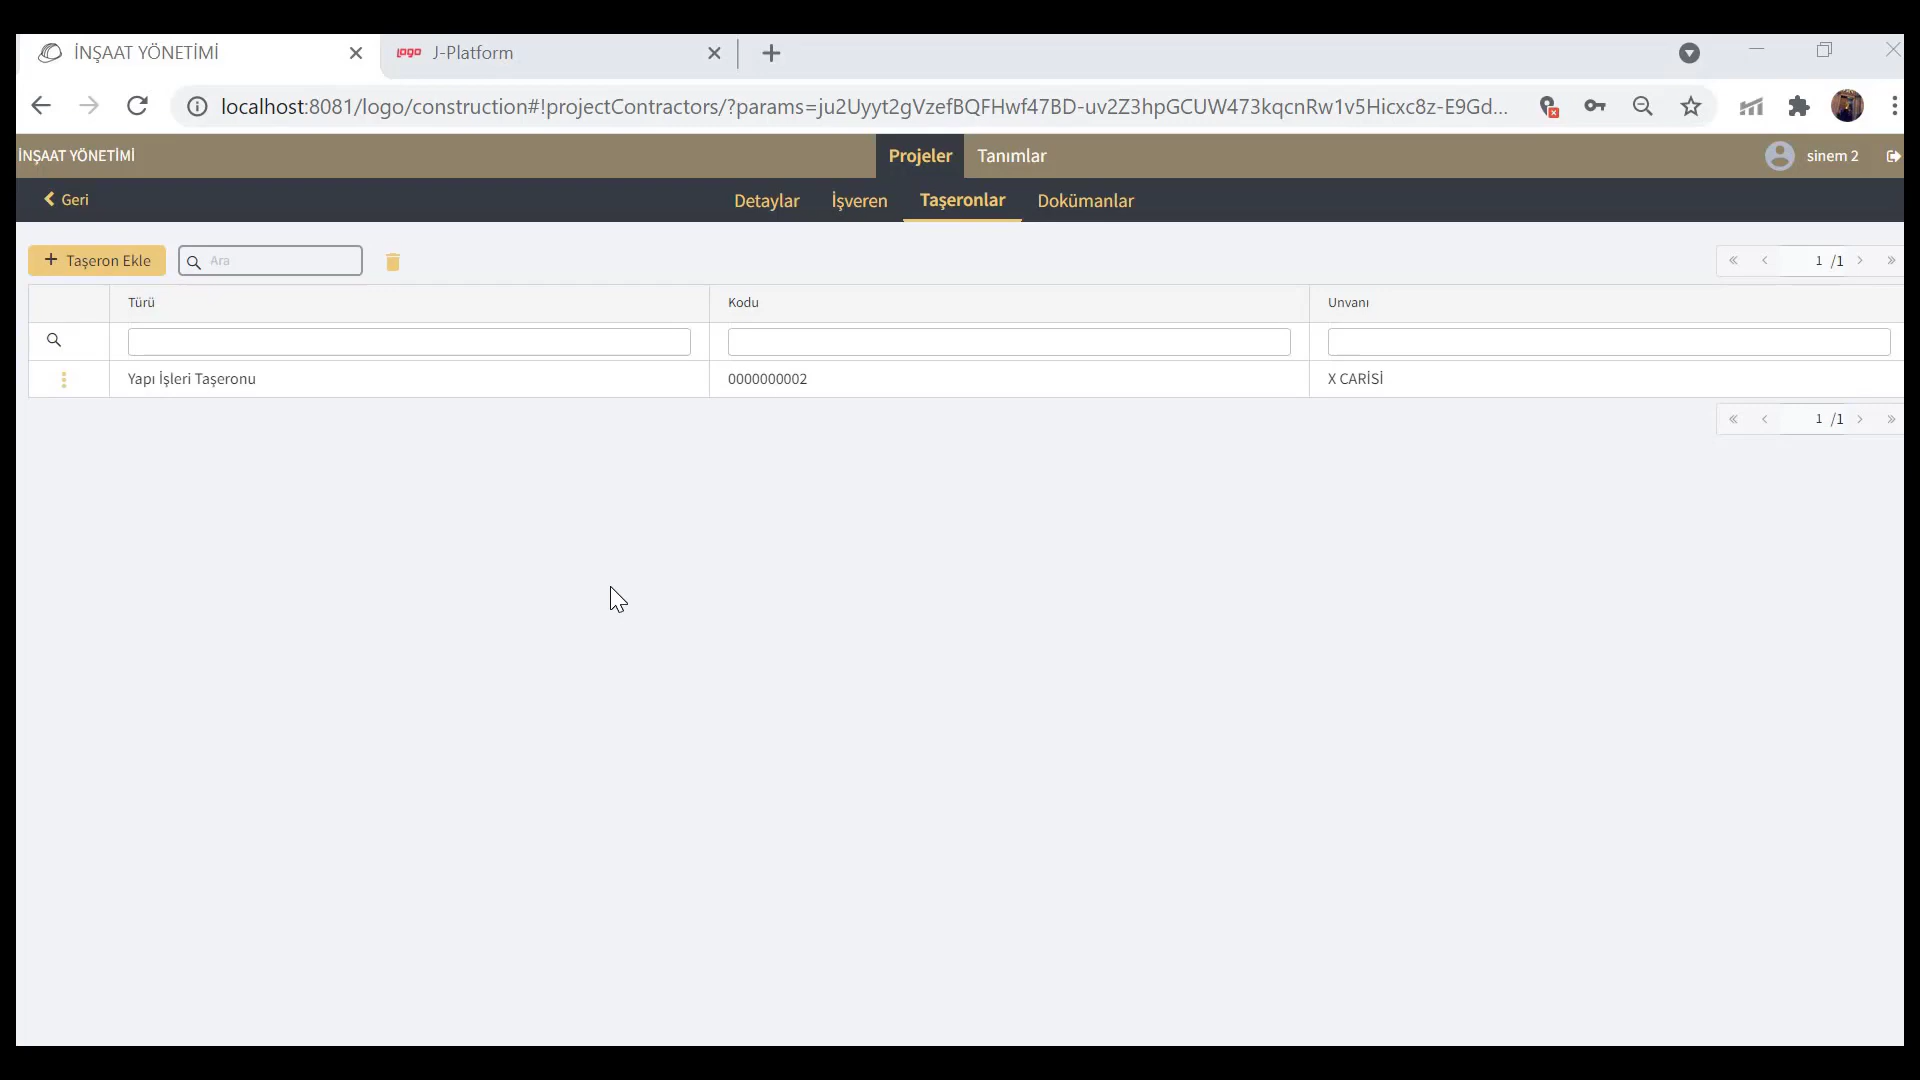 İNŞAAT YÖNETİMİ
logo J-Platform
localhost:8081/logo/construction#!projectContractors/?params=ju2Uyyt2gVzefBQFHwf47BD-uv2Z3hpGCUW473kqcnRw1v5Hicxc8z-E9Gd...
İNŞAAT YÖNETİMİ Projeler Tanımlar sinem 2
Geri Detaylar İşveren Taşeronlar Dokümanlar
+ Taşeron Ekle Ara « < 1 /1 > »
Türü Kodu Unvanı
Yapı İşleri Taşeronu 0000000002 X CARİSİ
« < 1 /1 > »